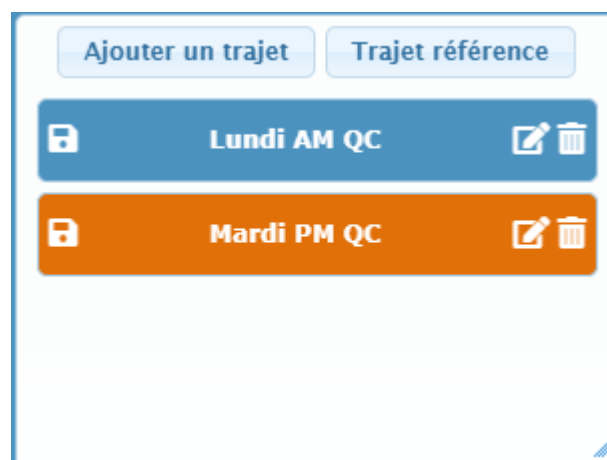 Ajouter un trajet Trajet référence
Lundi AM QC
Mardi PM QC